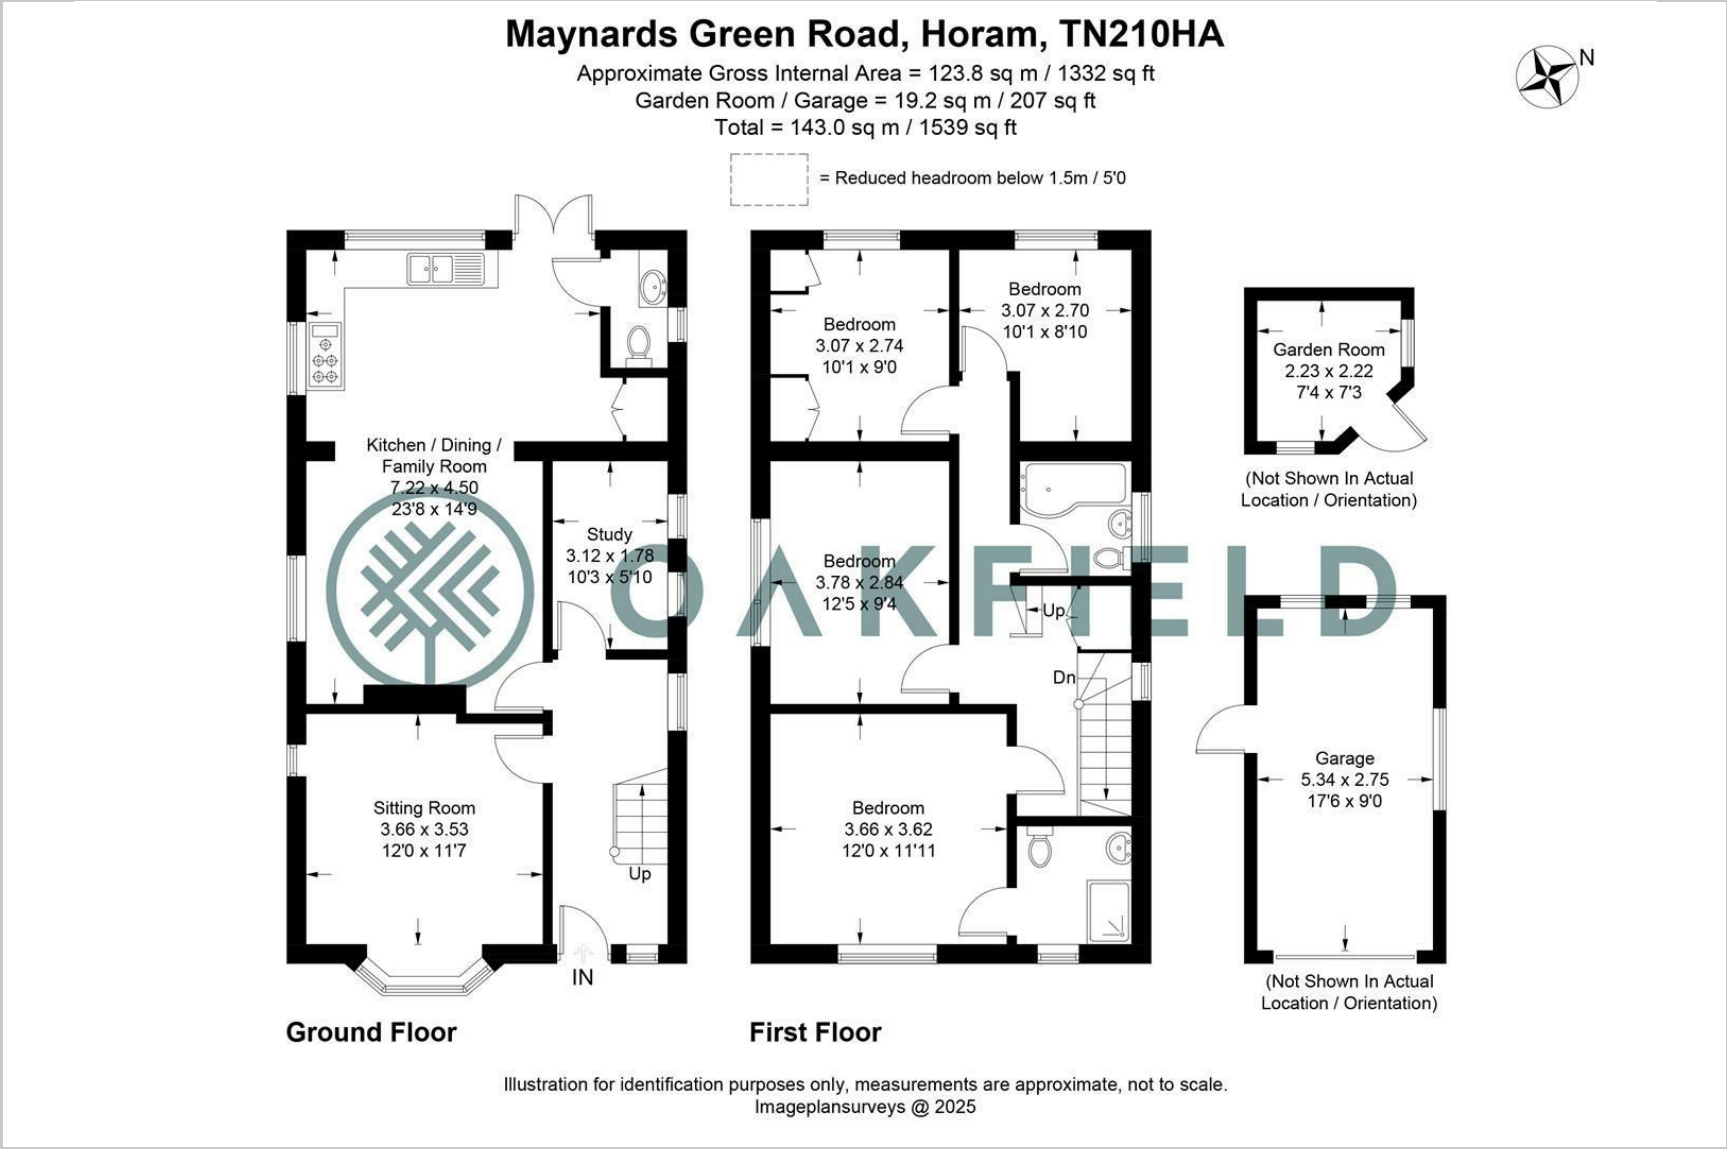 Maynards Green Road, Horam, TN210HA
Approximate Gross Internal Area = 123.8 sq m / 1332 sq ft
Garden Room / Garage = 19.2 sq m / 207 sq ft
Total = 143.0 sq m / 1539 sq ft
N
= Reduced headroom below 1.5m / 5'0
Kitchen / Dining /
Family Room
7.22 x 4.50
23'8 x 14'9
Study
3.12 x 1.78
10'3 x 5'10
Sitting Room
3.66 x 3.53
12'0 x 11'7
Up
IN
Ground Floor
Bedroom
3.07 x 2.74
10'1 x 9'0
Bedroom
3.07 x 2.70
10'1 x 8'10
Bedroom
3.78 x 2.84
12'5 x 9'4
Up
Dn
Bedroom
3.66 x 3.62
12'0 x 11'11
First Floor
Garden Room
2.23 x 2.22
7'4 x 7'3
(Not Shown In Actual
Location / Orientation)
Garage
5.34 x 2.75
17'6 x 9'0
(Not Shown In Actual
Location / Orientation)
OAKFIELD
Illustration for identification purposes only, measurements are approximate, not to scale.
Imageplansurveys @ 2025